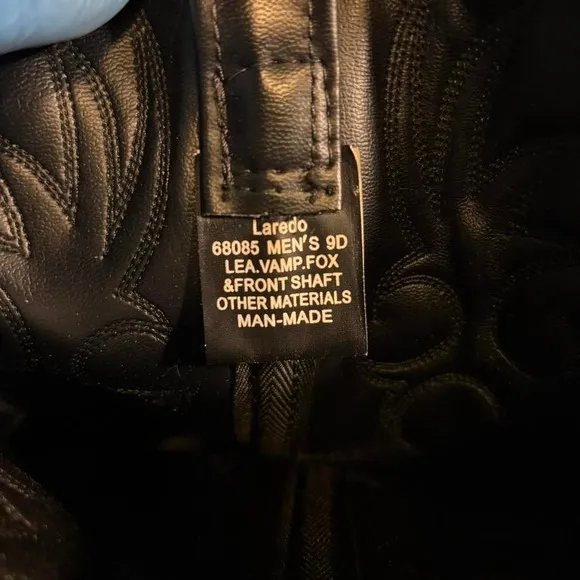 Laredo
68085 MEN'S 9D
LEA.VAMP.FOX
&FRONT SHAFT
OTHER MATERIALS
MAN-MADE